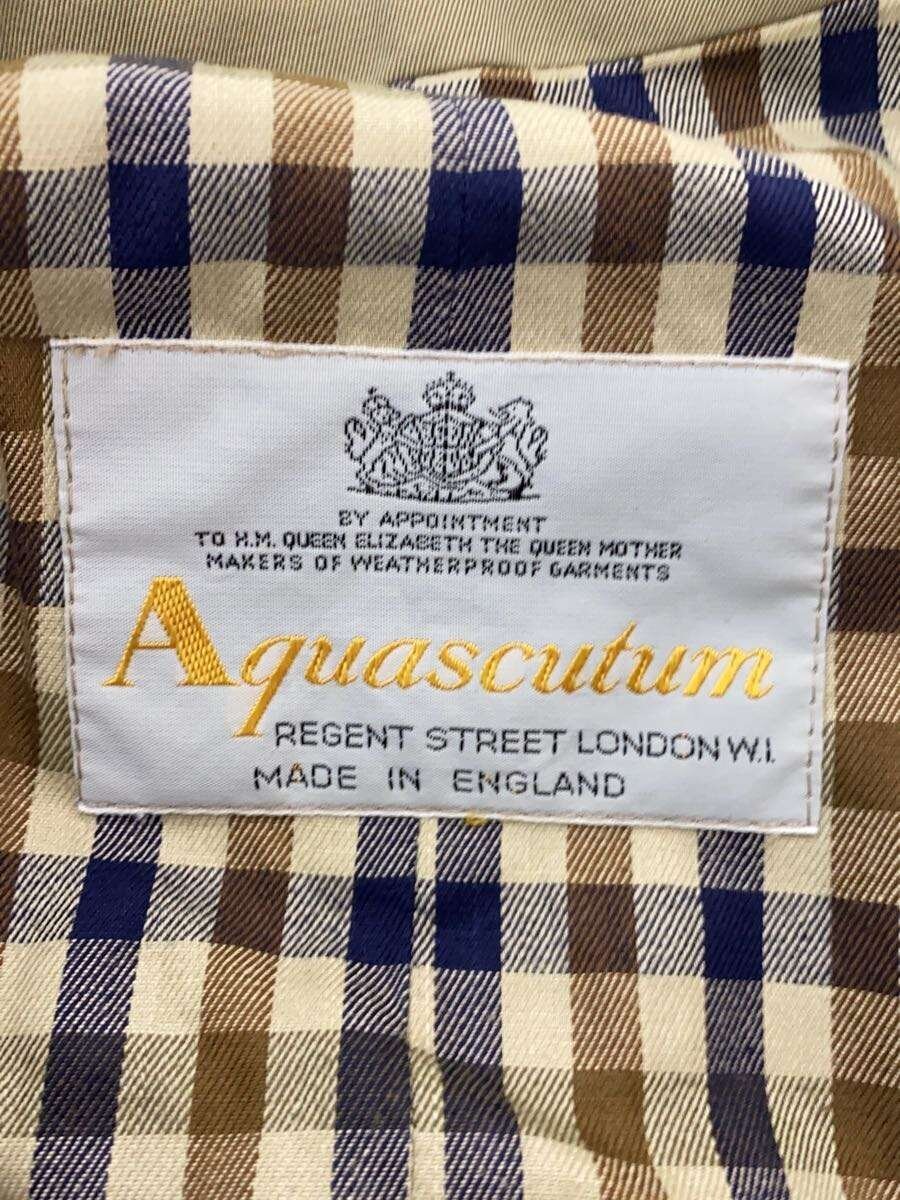 BY APPOINTMENT
TO H.M. QUEEN ELIZABETH THE QUEEN MOTHER
MAKERS OF WEATHERPROOF GARMENTS
Aquascutum
REGENT STREET LONDON W.I.
MADE IN ENGLAND